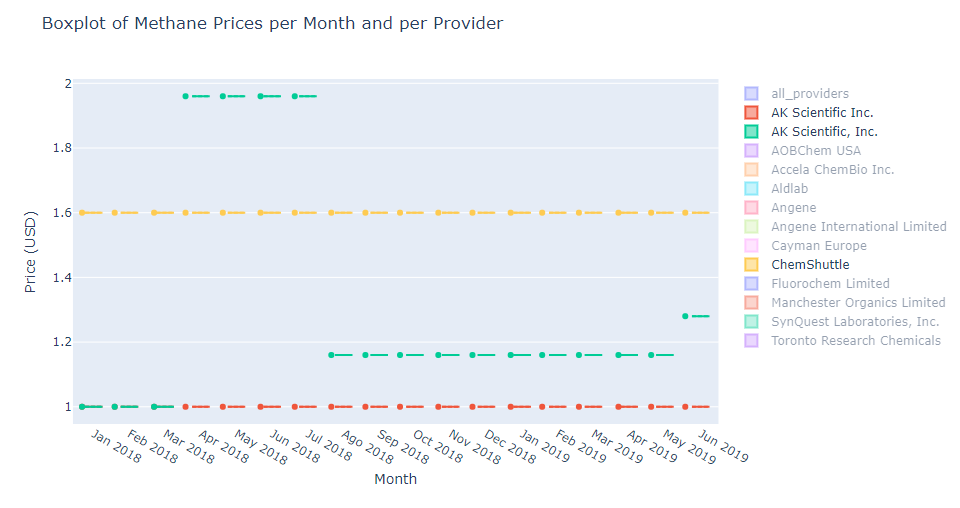 Boxplot of Methane Prices per Month and per Provider
Price (USD)
2
1.8
1.6
1.4
1.2
1
Jan 2018
Feb 2018
Mar 2018
Apr 2018
May 2018
Jun 2018
Jul 2018
Ago 2018
Sep 2018
Oct 2018
Nov 2018
Dec 2018
Jan 2019
Feb 2019
Mar 2019
Apr 2019
May 2019
Jun 2019
Month
all_providers
AK Scientific Inc.
AK Scientific, Inc.
AOBChem USA
Accela ChemBio Inc.
Aldlab
Angene
Angene International Limited
Cayman Europe
ChemShuttle
Fluorochem Limited
Manchester Organics Limited
SynQuest Laboratories, Inc.
Toronto Research Chemicals